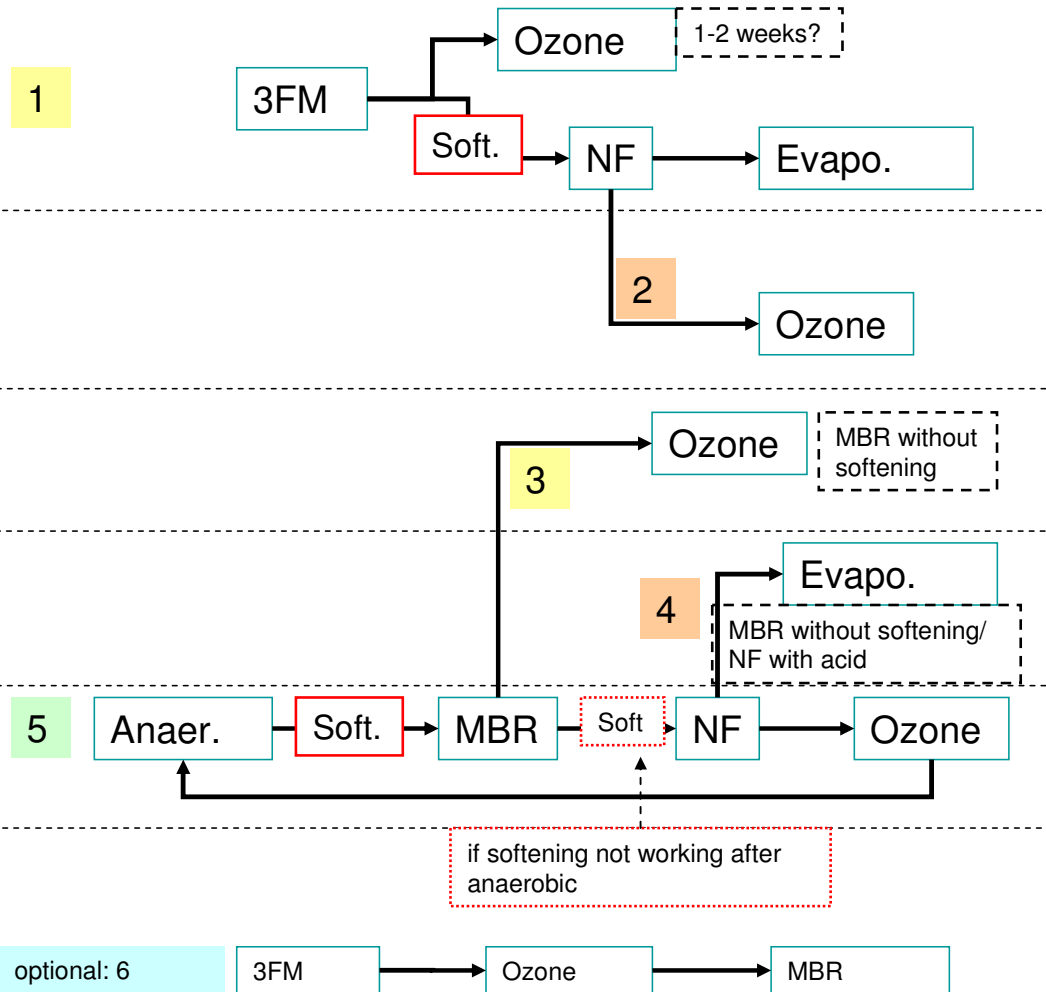 Ozone
1-2 weeks?
1
3FM
Soft.
NF
Evapo.
2
Ozone
Ozone
MBR without
softening
3
Evapo.
4
MBR without softening/
NF with acid
5
Anaer.
Soft.
MBR
Soft
NF
Ozone
if softening not working after
anaerobic
optional: 6
3FM
Ozone
MBR